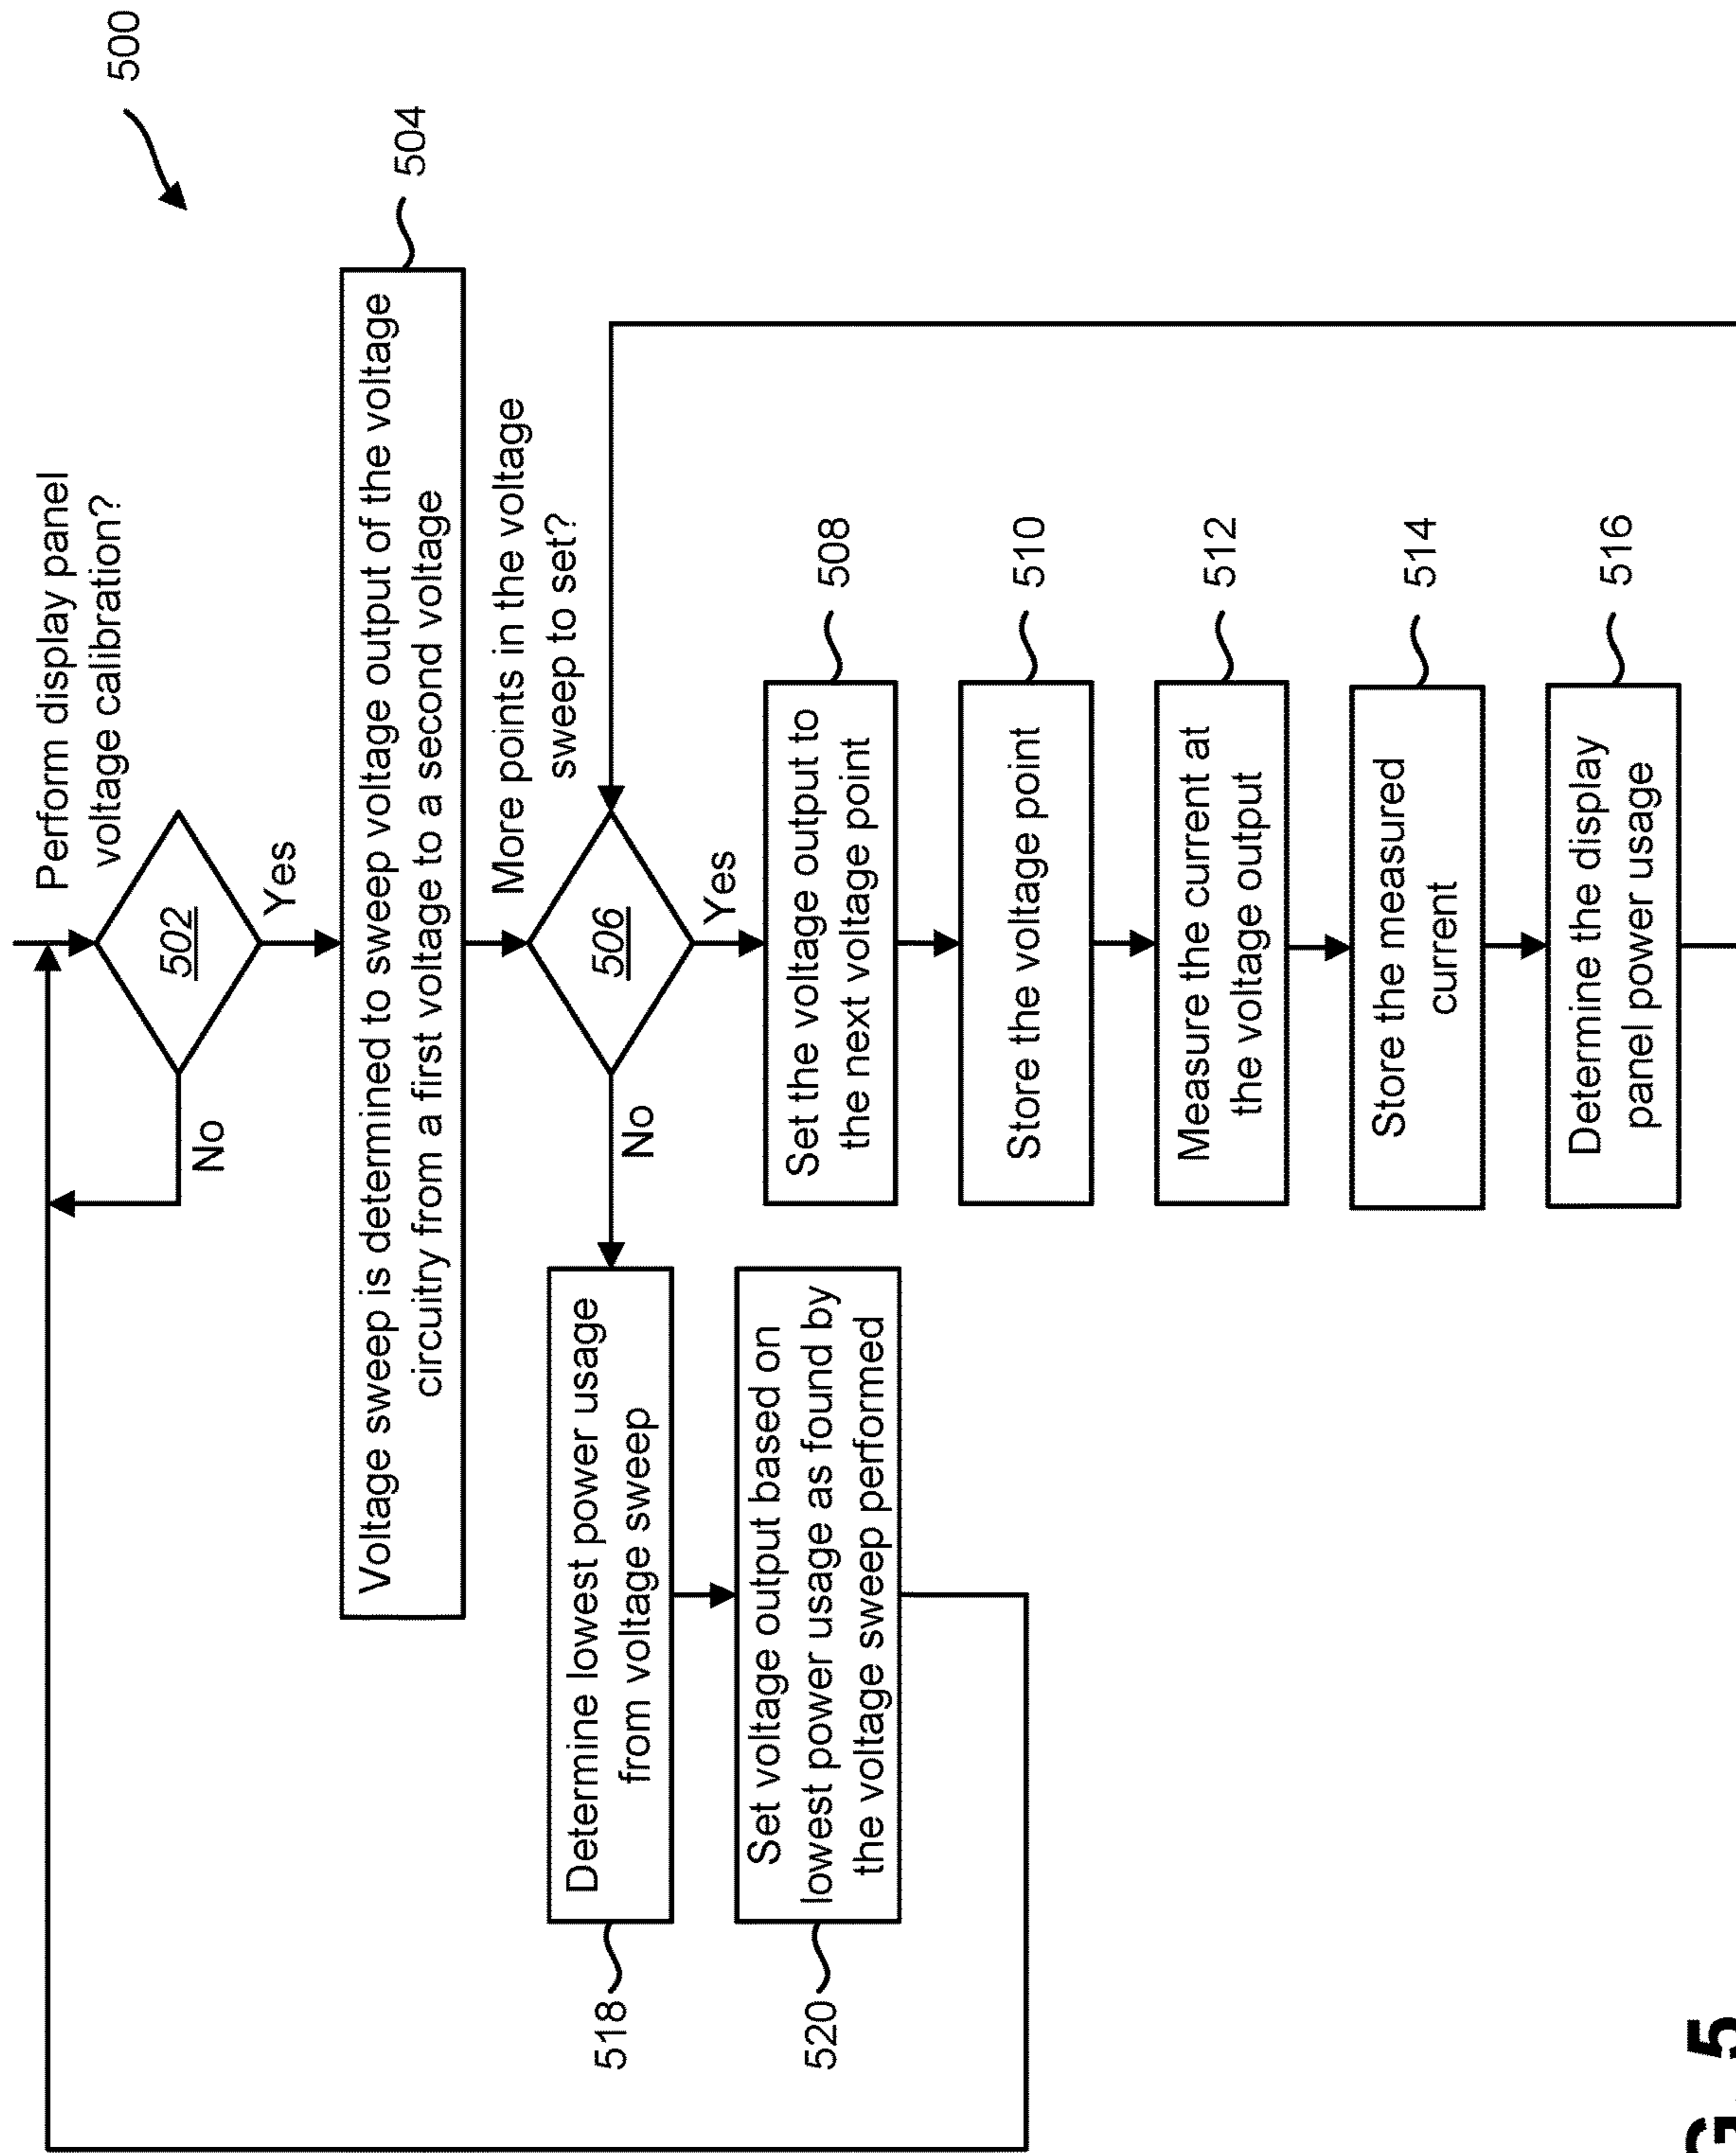 500
Perform display panel
voltage calibration?
502
No
Yes
504
Voltage sweep is determined to sweep voltage output of the voltage
circuitry from a first voltage to a second voltage
More points in the voltage
sweep to set?
506
No
Yes
508
Set the voltage output to
the next voltage point
510
Store the voltage point
512
Measure the current at
the voltage output
514
Store the measured
current
516
Determine the display
panel power usage
518
Determine lowest power usage
from voltage sweep
520
Set voltage output based on
lowest power usage as found by
the voltage sweep performed
G. 5